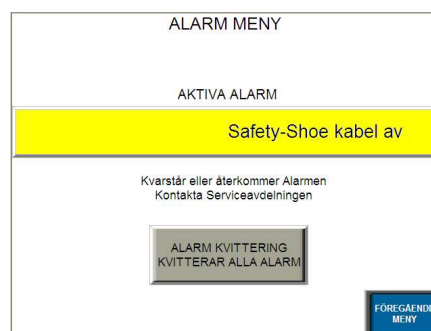 ALARM MENY
AKTIVA ALARM
Safety-Shoe kabel av
Kvarstår eller återkommer Alarmen
Kontakta Serviceavdelningen
ALARM KVITTERING
KVITTERAR ALLA ALARM
FÖREGÅENDE
MENY